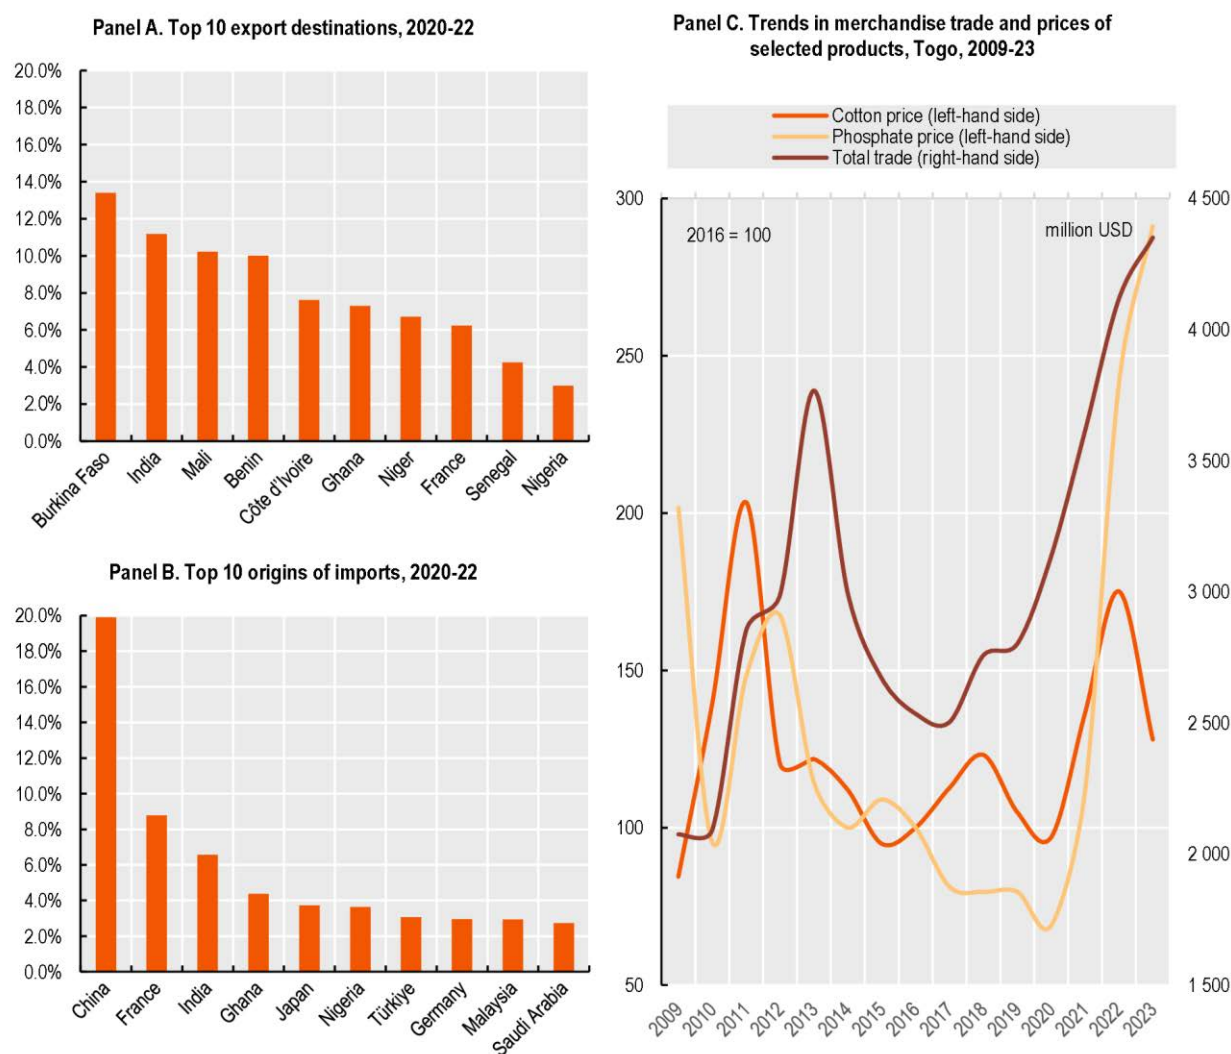 Panel A. Top 10 export destinations, 2020-22
20.0%
18.0%
16.0%
14.0%
12.0%
10.0%
8.0%
6.0%
4.0%
2.0%
0.0%
Burkina Faso
India
Mali
Benin
Côte d'Ivoire
Ghana
Niger
France
Senegal
Nigeria
Panel B. Top 10 origins of imports, 2020-22
20.0%
18.0%
16.0%
14.0%
12.0%
10.0%
8.0%
6.0%
4.0%
2.0%
0.0%
China
France
India
Ghana
Japan
Nigeria
Türkiye
Germany
Malaysia
Saudi Arabia
Panel C. Trends in merchandise trade and prices of
selected products, Togo, 2009-23
Cotton price (left-hand side)
Phosphate price (left-hand side)
Total trade (right-hand side)
2016 = 100
million USD
300
250
200
150
100
50
4 500
4 000
3 500
3 000
2 500
2 000
1 500
2009
2010
2011
2012
2013
2014
2015
2016
2017
2018
2019
2020
2021
2022
2023